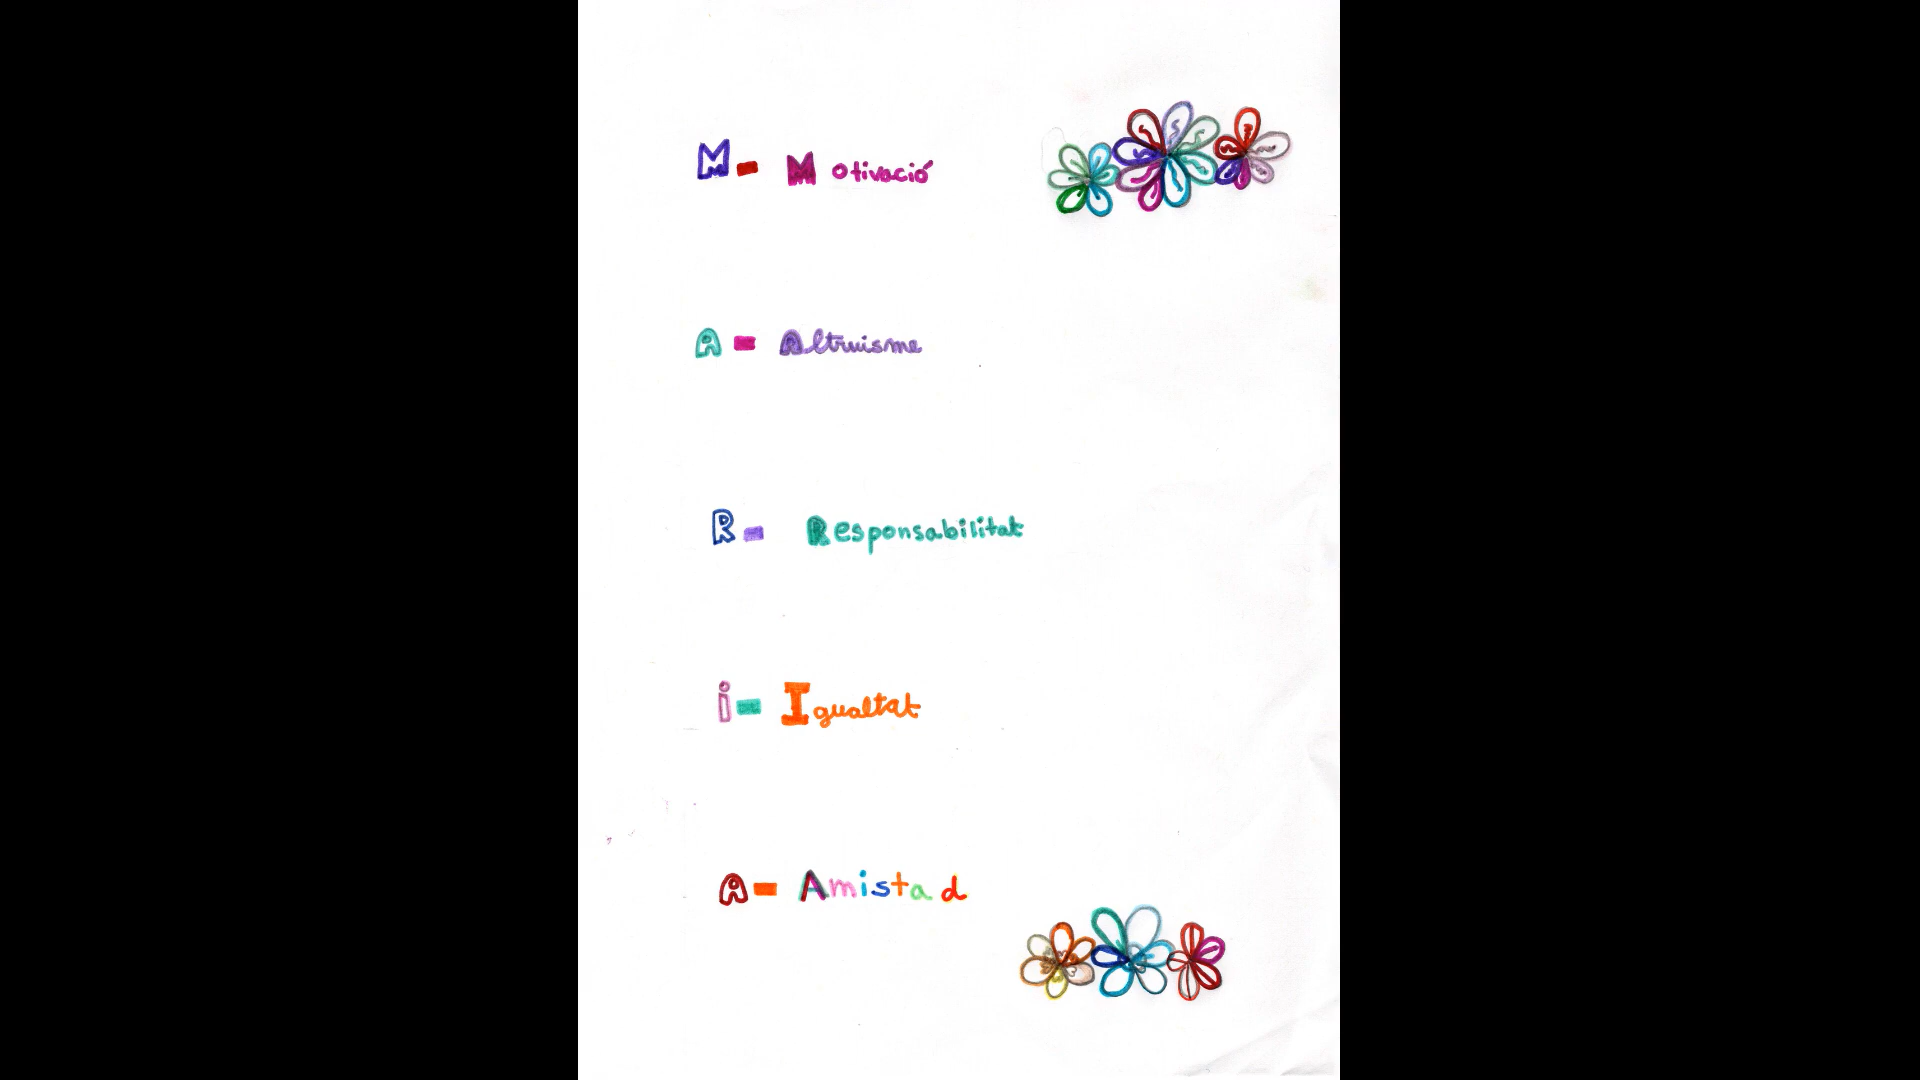 M - Motivació
A - Altruisme
R - Responsabilitat
i - Igualtat
A - Amistad